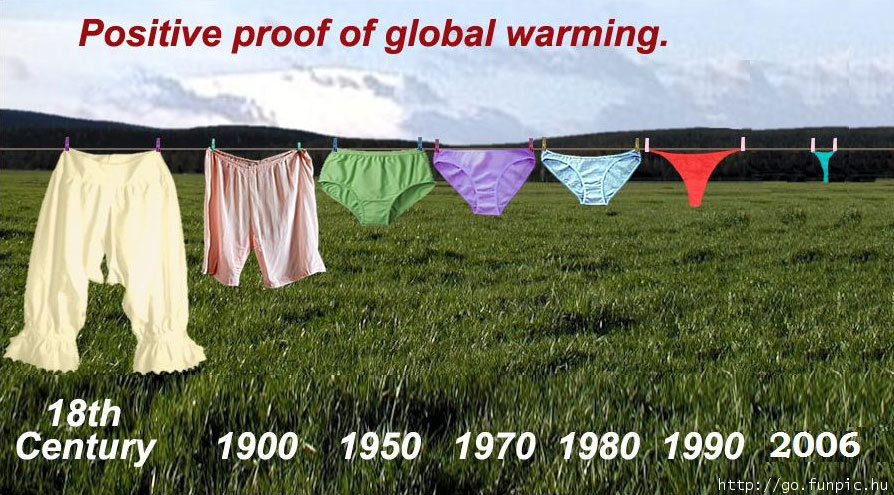 Positive proof of global warming.
18th
Century 1900 1950 1970 1980 1990 2006
http://go.funpic.hu